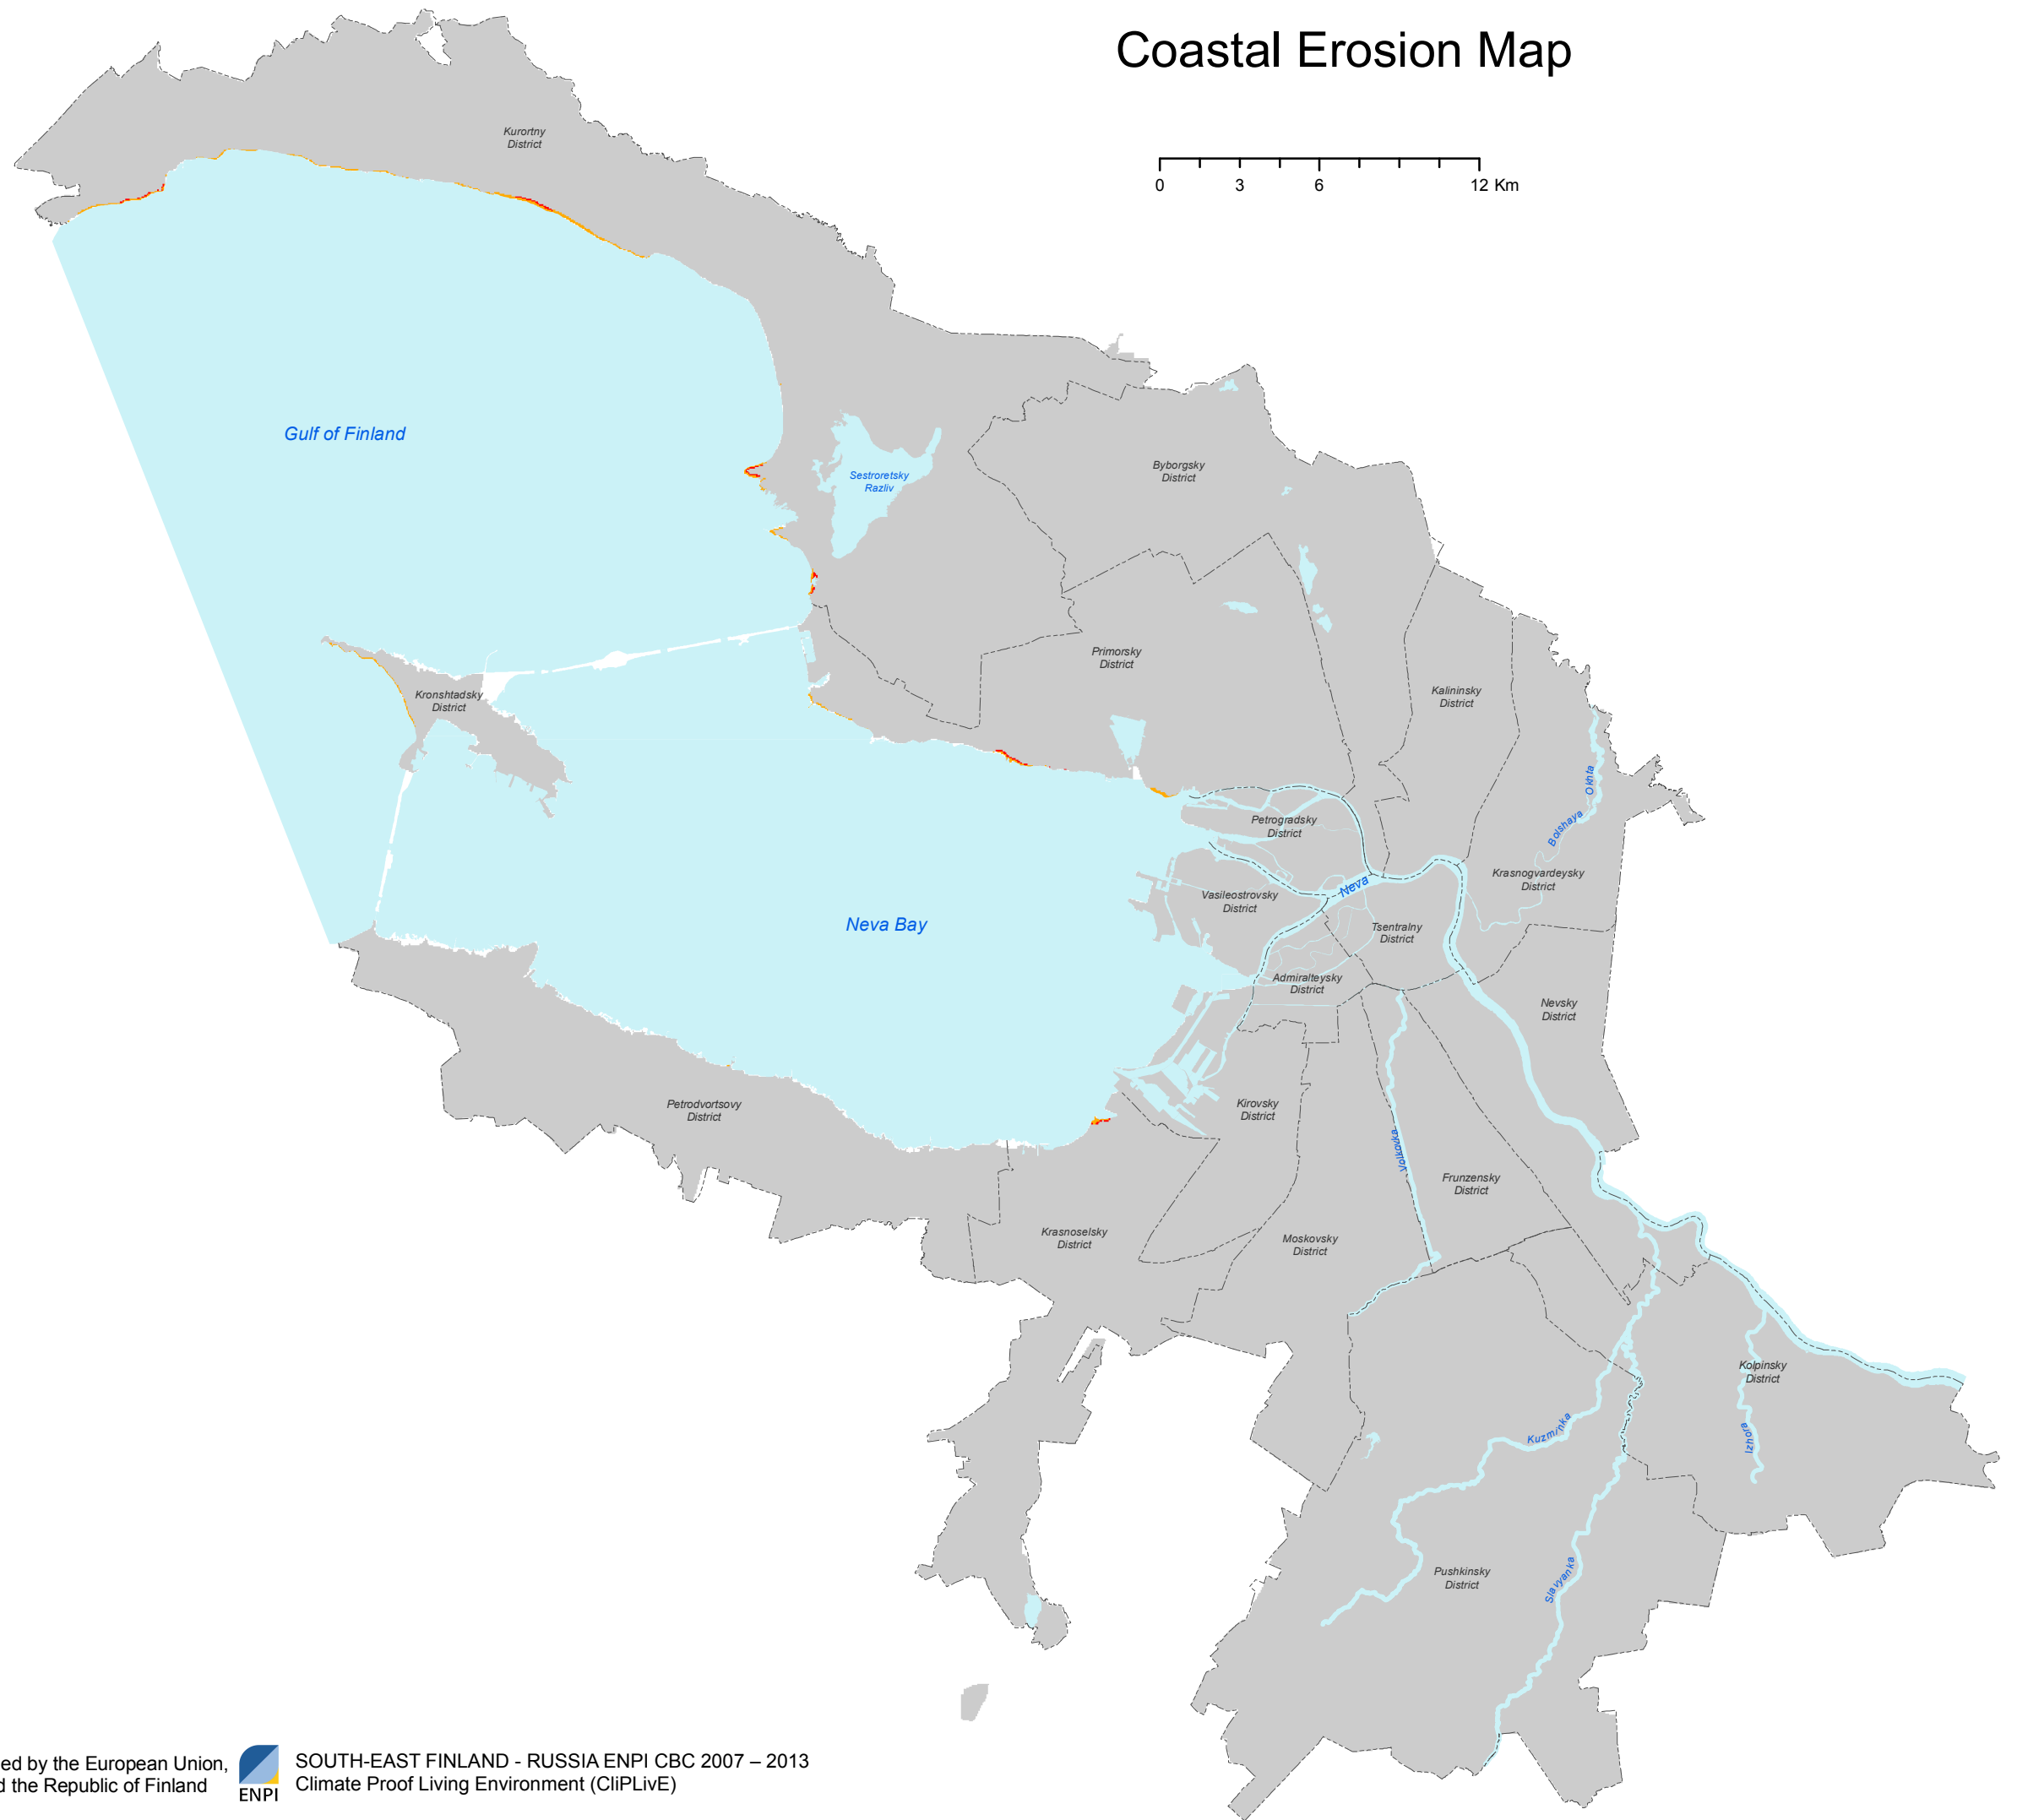 Coastal Erosion Map
0 3 6 12 Km
Kurortny
District
Gulf of Finland
Sestroretsky
Razliv
Byborgsky
District
Primorsky
District
Kronshtadsky
District
Kalininsky
District
Okhta
Bolshaya
Petrogradsky
District
Krasnogvardeysky
District
Neva
Vasileostrovsky
District
Neva Bay
Tsentralny
District
Admiralteysky
District
Nevsky
District
Petrodvortsovy
District
Kirovsky
District
Volkovka
Frunzensky
District
Krasnoselsky
District
Moskovsky
District
Kolpinsky
District
Kuzminka
Izhora
Pushkinsky
District
Slavyanka
ed by the European Union,
d the Republic of Finland
ENPI
SOUTH-EAST FINLAND - RUSSIA ENPI CBC 2007 – 2013
Climate Proof Living Environment (CliPLivE)